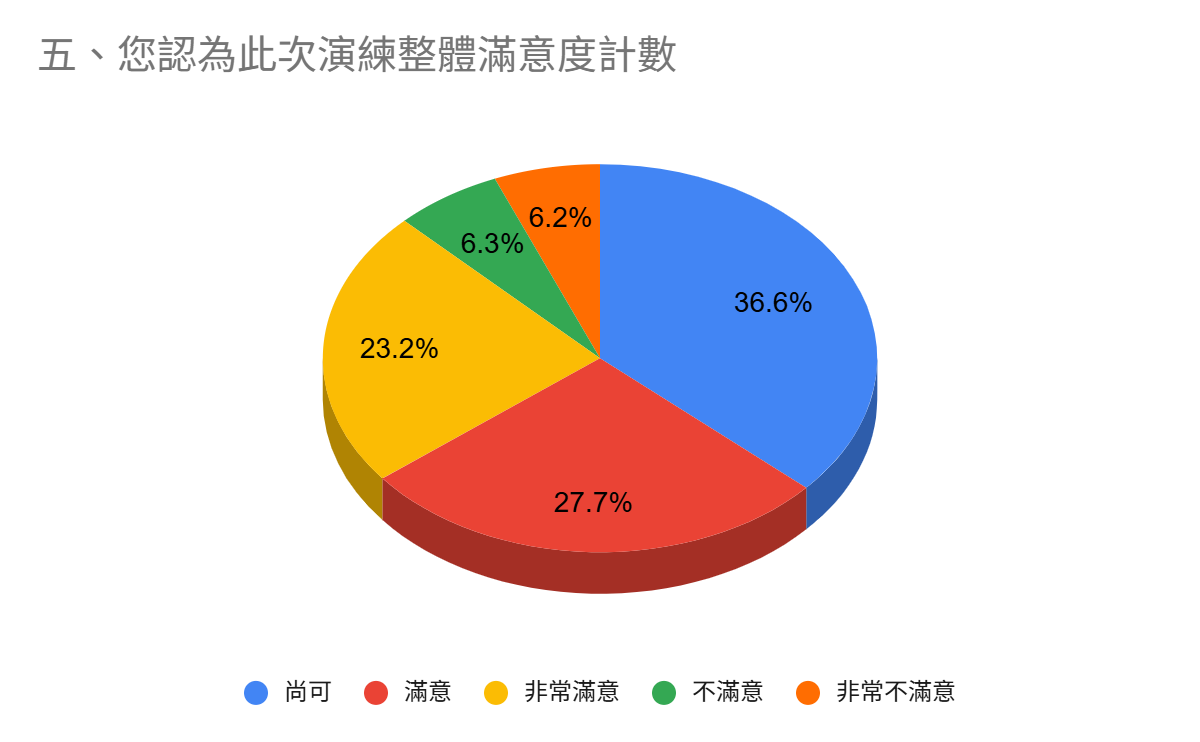 五、您認為此次演練整體滿意度計數
6.2%
6.3%
36.6%
23.2%
27.7%
尚可 滿意 非常滿意 不滿意 非常不滿意